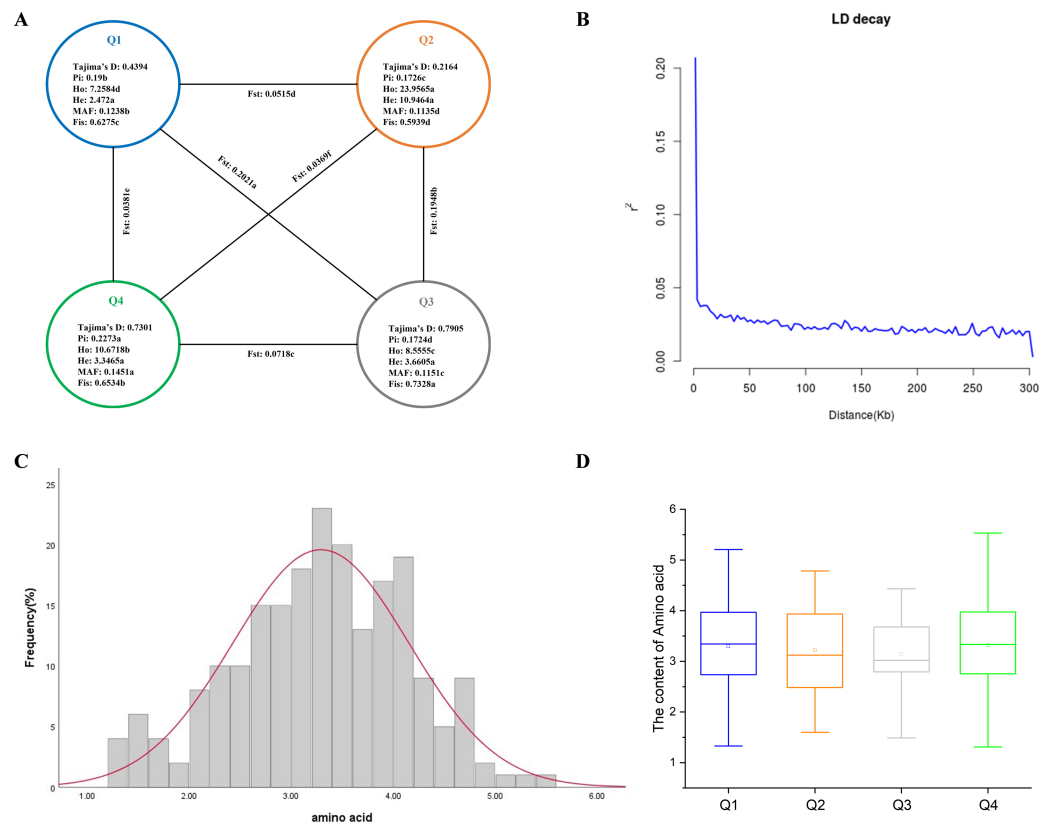 A
Q1
Tajima's D: 0.4394
Pi: 0.19b
Ho: 7.2584d
He: 2.472a
MAF: 0.1238b
Fis: 0.6275c
Q2
Tajima's D: 0.2164
Pi: 0.1726c
Ho: 23.9565a
He: 10.9464a
MAF: 0.1135d
Fis: 0.5939d
Fst: 0.0515d
Fst: 0.2021a
Fst: 0.0369f
Fst: 0.0381e
Fst: 0.1948b
Q4
Tajima's D: 0.7301
Pi: 0.2273a
Ho: 10.6718b
He: 3.3465a
MAF: 0.1451a
Fis: 0.6534b
Q3
Tajima's D: 0.7905
Pi: 0.1724d
Ho: 8.5555c
He: 3.6605a
MAF: 0.1151c
Fis: 0.7328a
Fst: 0.0718c
B
LD decay
0.20
0.15
0.10
0.05
0.00
r²
0 50 100 150 200 250 300
Distance(Kb)
C
25
20
15
10
5
0
Frequency(%)
1.00 2.00 3.00 4.00 5.00 6.00
amino acid
D
6
5
4
3
2
1
The content of Amino acid
Q1 Q2 Q3 Q4